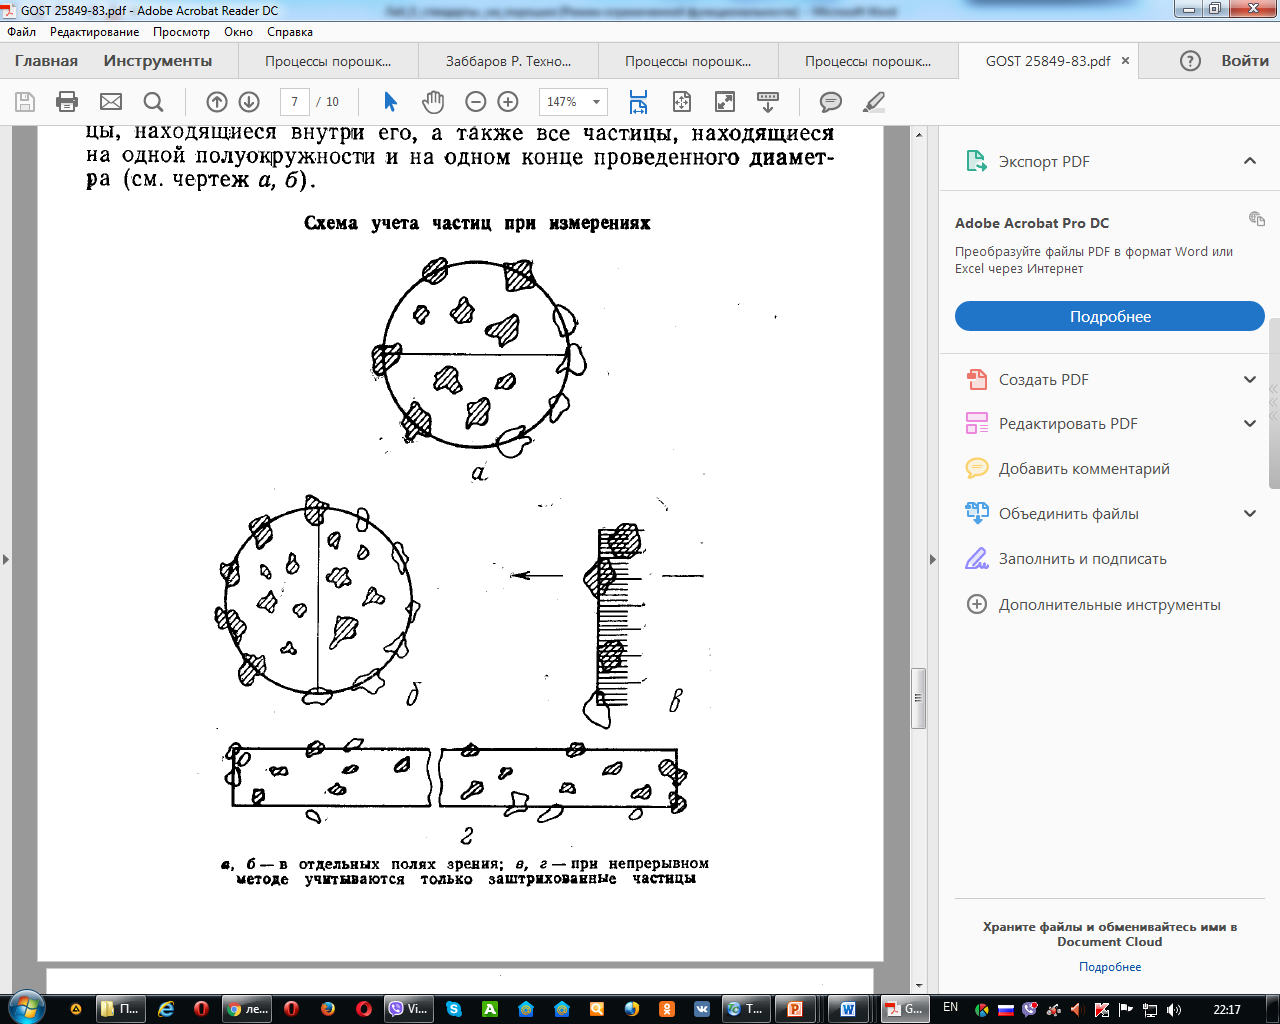 GOST 25849-83.pdf - Adobe Acrobat Reader DC
Файл Редактирование Просмотр Окно Справка
Главная Инструменты Процессы порошк... Заббаров Р. Техно... Процессы порошк... Процессы порошк... GOST 25849-83.pdf × Войти
7 / 10 147%
цы, находящиеся внутри его, а также все частицы, находящиеся
на одной полуокружности и на одном конце проведенного диамет-
ра (см. чертеж а, б).
Схема учета частиц при измерениях
а
б
в
г
а, б — в отдельных полях зрения; в, г — при непрерывном
методе учитываются только заштрихованные частицы
Экспорт PDF
Adobe Acrobat Pro DC
Преобразуйте файлы PDF в формат Word или
Excel через Интернет
Подробнее
Создать PDF
Редактировать PDF
Добавить комментарий
Объединить файлы
Заполнить и подписать
Дополнительные инструменты
Храните файлы и обменивайтесь ими в
Document Cloud
Подробнее
П... ле... Vi... T... G... EN 22:17